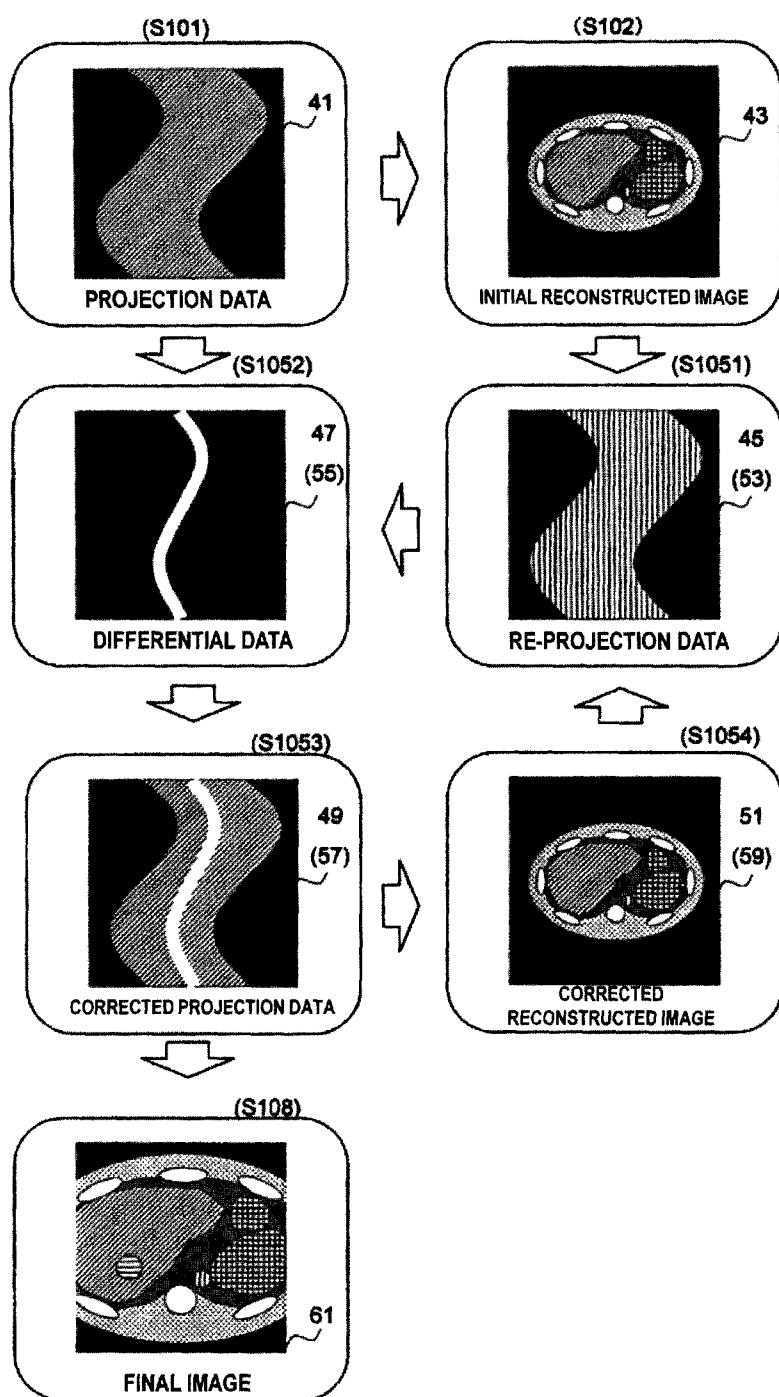 (S101)
41
PROJECTION DATA
(S102)
43
INITIAL RECONSTRUCTED IMAGE
(S1052)
47
(55)
DIFFERENTIAL DATA
(S1051)
45
(53)
RE-PROJECTION DATA
(S1053)
49
(57)
CORRECTED PROJECTION DATA
(S1054)
51
(59)
CORRECTED
RECONSTRUCTED IMAGE
(S108)
61
FINAL IMAGE